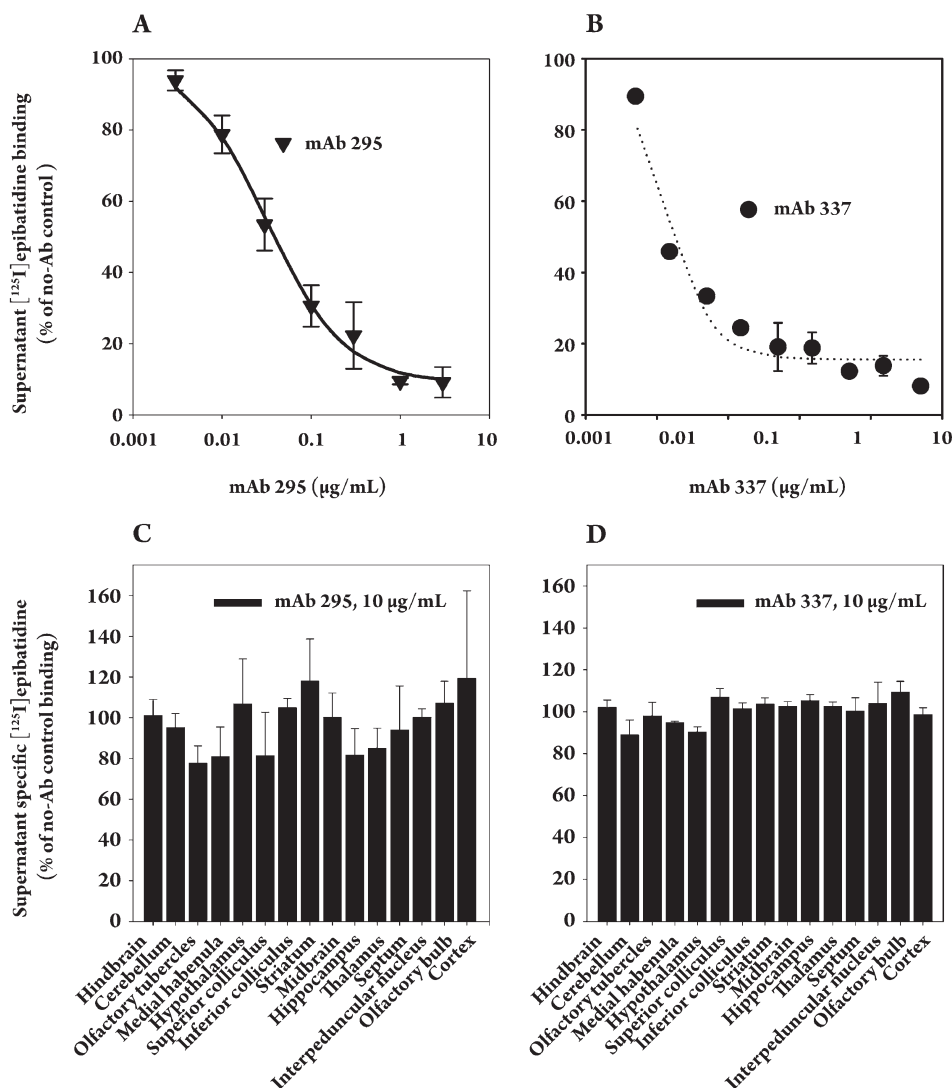 A
Supernatant [¹²⁵I]epibatidine binding
(% of no-Ab control)
100
80
60
40
20
0
mAb 295
0.001
0.01
0.1
1
10
mAb 295 (µg/mL)
B
100
80
60
40
20
0
mAb 337
0.001
0.01
0.1
1
10
mAb 337 (µg/mL)
C
Supernatant specific [¹²⁵I]epibatidine
(% of no-Ab control binding)
160
140
120
100
80
60
40
20
0
mAb 295, 10 µg/mL
Hindbrain
Cerebellum
Olfactory tubercles
Medial habenula
Hypothalamus
Superior colliculus
Inferior colliculus
Striatum
Midbrain
Hippocampus
Thalamus
Septum
Interpeduncular nucleus
Olfactory bulb
Cortex
D
160
140
120
100
80
60
40
20
0
mAb 337, 10 µg/mL
Hindbrain
Cerebellum
Olfactory tubercles
Medial habenula
Hypothalamus
Superior colliculus
Inferior colliculus
Striatum
Midbrain
Hippocampus
Thalamus
Septum
Interpeduncular nucleus
Olfactory bulb
Cortex